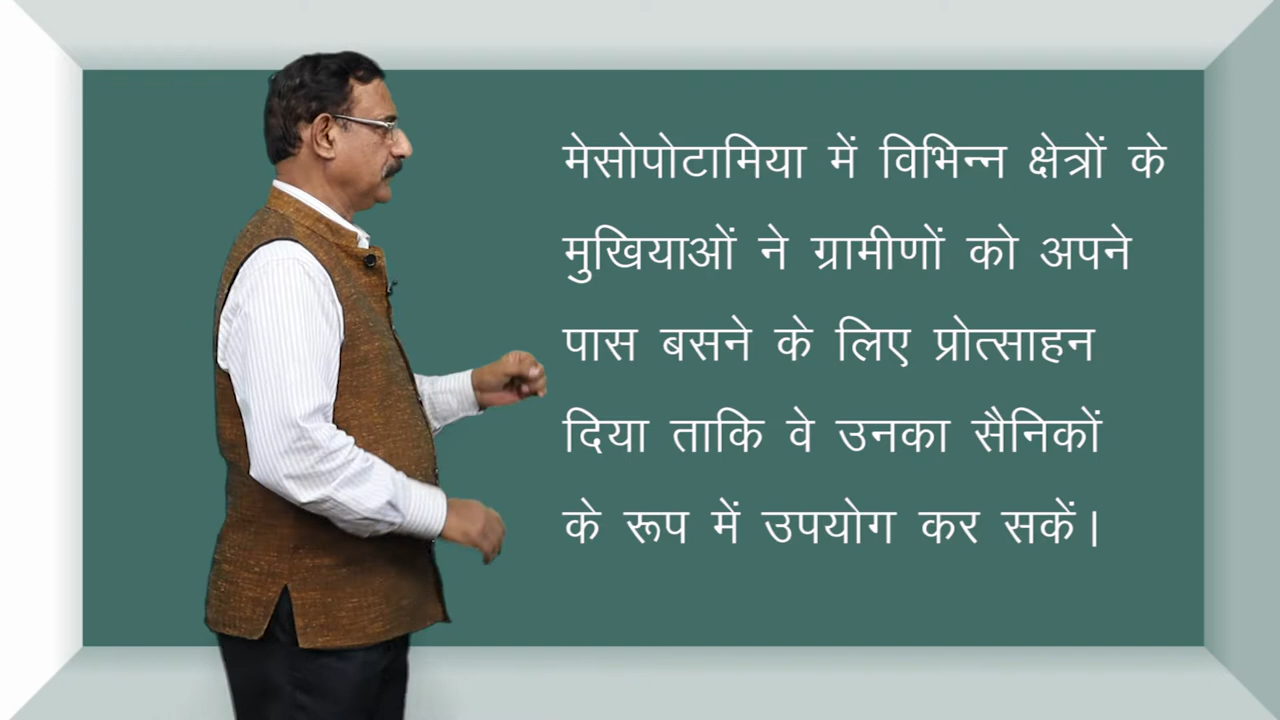 मेसोपोटामिया में विभिन्न क्षेत्रों के
मुखियाओं ने ग्रामीणों को अपने
पास बसने के लिए प्रोत्साहन
दिया ताकि वे उनका सैनिकों
के रूप में उपयोग कर सकें।